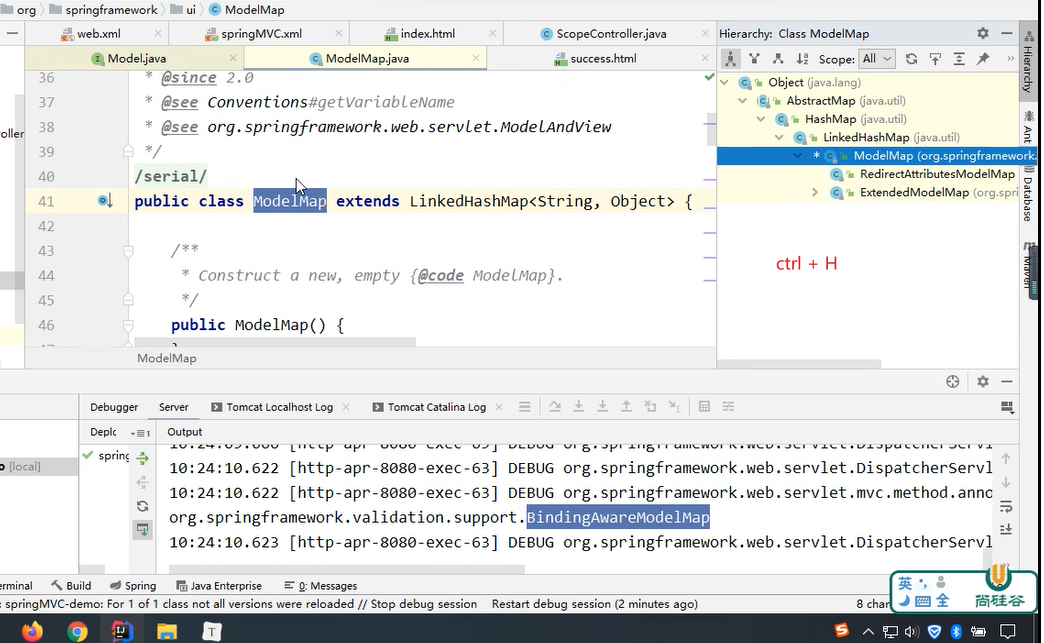 org springframework ui ModelMap
web.xml springMVC.xml index.html ScopeController.java
Model.java ModelMap.java success.html
Hierarchy: Class ModelMap
Scope: All
36 * @since 2.0
37 * @see Conventions#getVariableName
38 * @see org.springframework.web.servlet.ModelAndView
39 */
40 /serial/
41 public class ModelMap extends LinkedHashMap<String, Object> {
42
43 /**
44 * Construct a new, empty {@code ModelMap}.
45 */
46 public ModelMap() {
ModelMap
Object (java.lang)
AbstractMap (java.util)
HashMap (java.util)
LinkedHashMap (java.util)
* ModelMap (org.springframework.
RedirectAttributesModelMap
ExtendedModelMap (org.spri
ctrl + H
Hierarchy
Ant
Database
Maven
Debugger Server Tomcat Localhost Log Tomcat Catalina Log
Output
[local]
spring
10:24:10.622 [http-apr-8080-exec-63] DEBUG org.springframework.web.servlet.DispatcherServl
10:24:10.622 [http-apr-8080-exec-63] DEBUG org.springframework.web.servlet.mvc.method.anno
org.springframework.validation.support.BindingAwareModelMap
10:24:10.623 [http-apr-8080-exec-63] DEBUG org.springframework.web.servlet.DispatcherServl
erminal Build Spring Java Enterprise 0: Messages
springMVC-demo: For 1 of 1 class not all versions were reloaded // Stop debug session Restart debug session (2 minutes ago)
8 char
英
全
尚硅谷